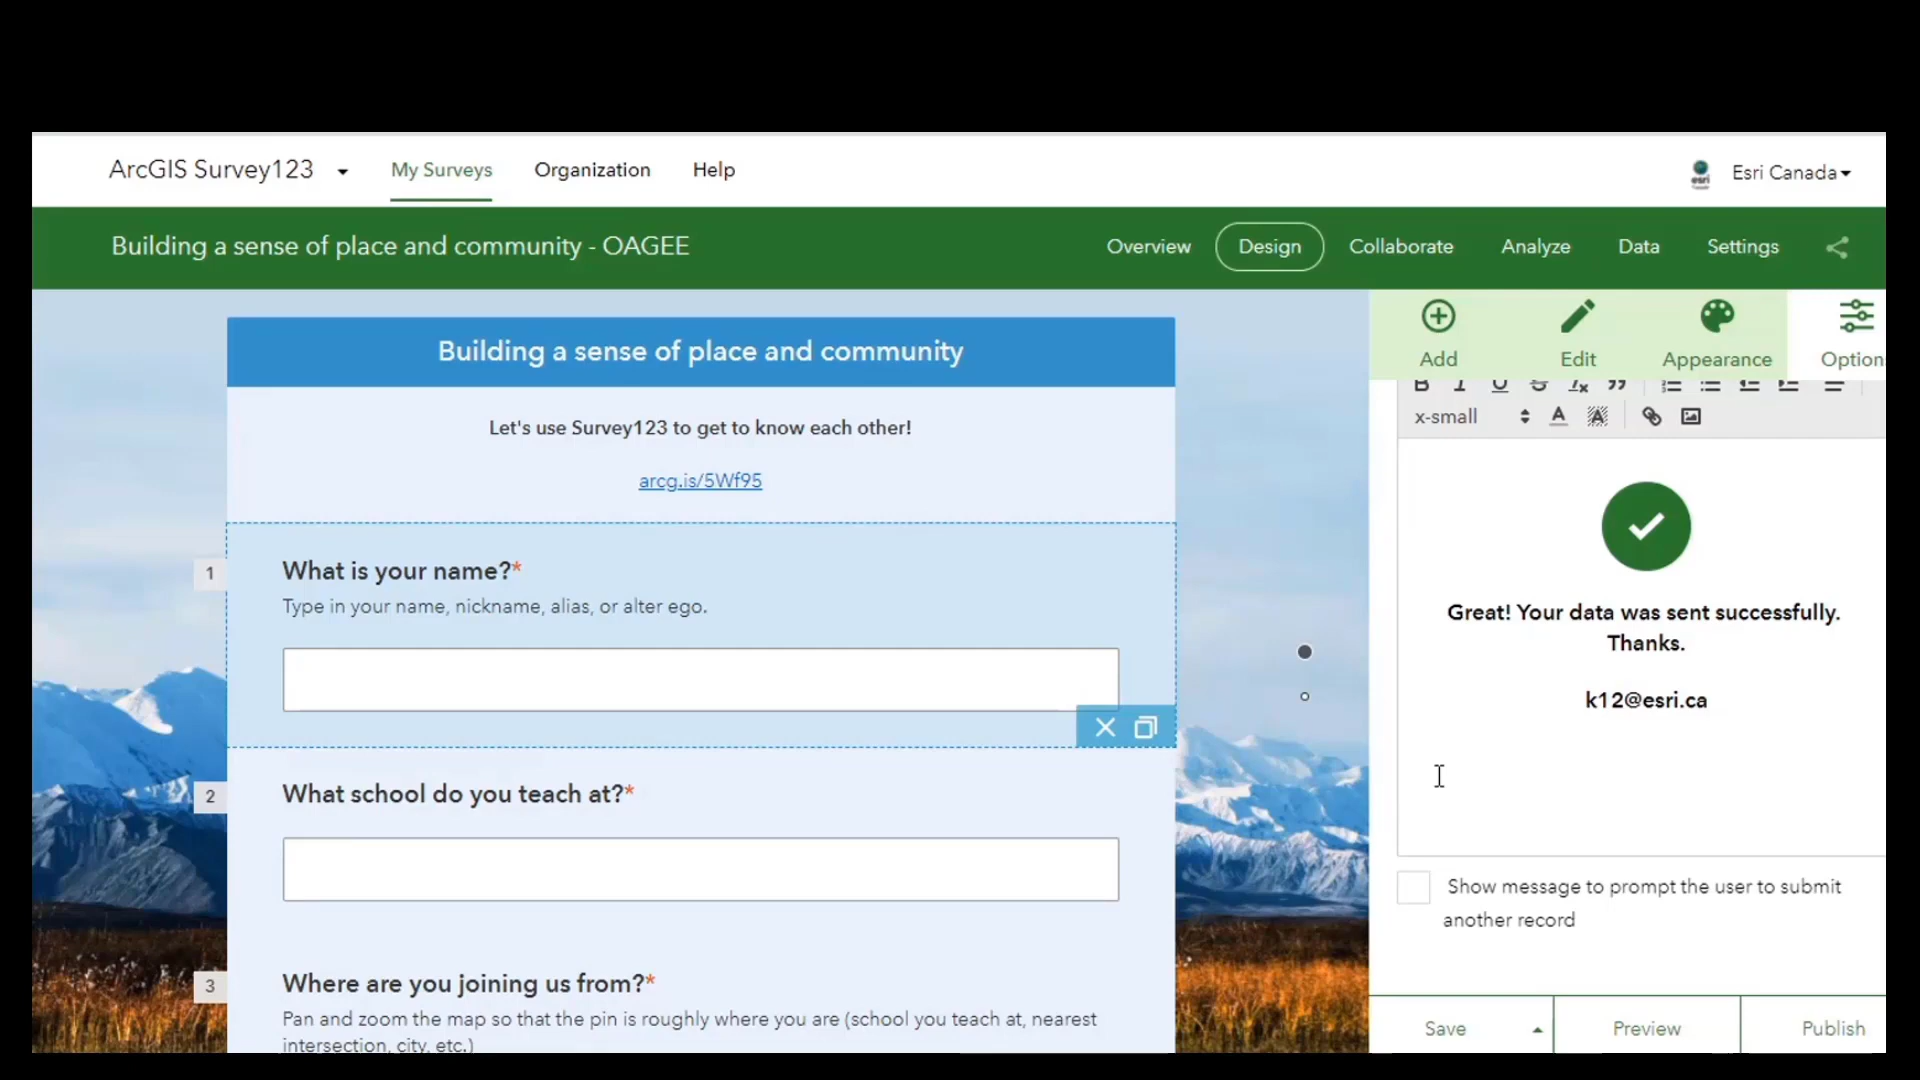 ArcGIS Survey123
My Surveys
Organization
Help
esri
Esri Canada
Building a sense of place and community - OAGEE
Overview
Design
Collaborate
Analyze
Data
Settings
Building a sense of place and community
Let's use Survey123 to get to know each other!
arcg.is/5Wf95
1
What is your name?*
Type in your name, nickname, alias, or alter ego.
2
What school do you teach at?*
3
Where are you joining us from?*
Pan and zoom the map so that the pin is roughly where you are (school you teach at, nearest
intersection, city, etc.)
Add
Edit
Appearance
Option
B I U S Tx
x-small
A A
Great! Your data was sent successfully.
Thanks.
k12@esri.ca
Show message to prompt the user to submit
another record
Save
Preview
Publish